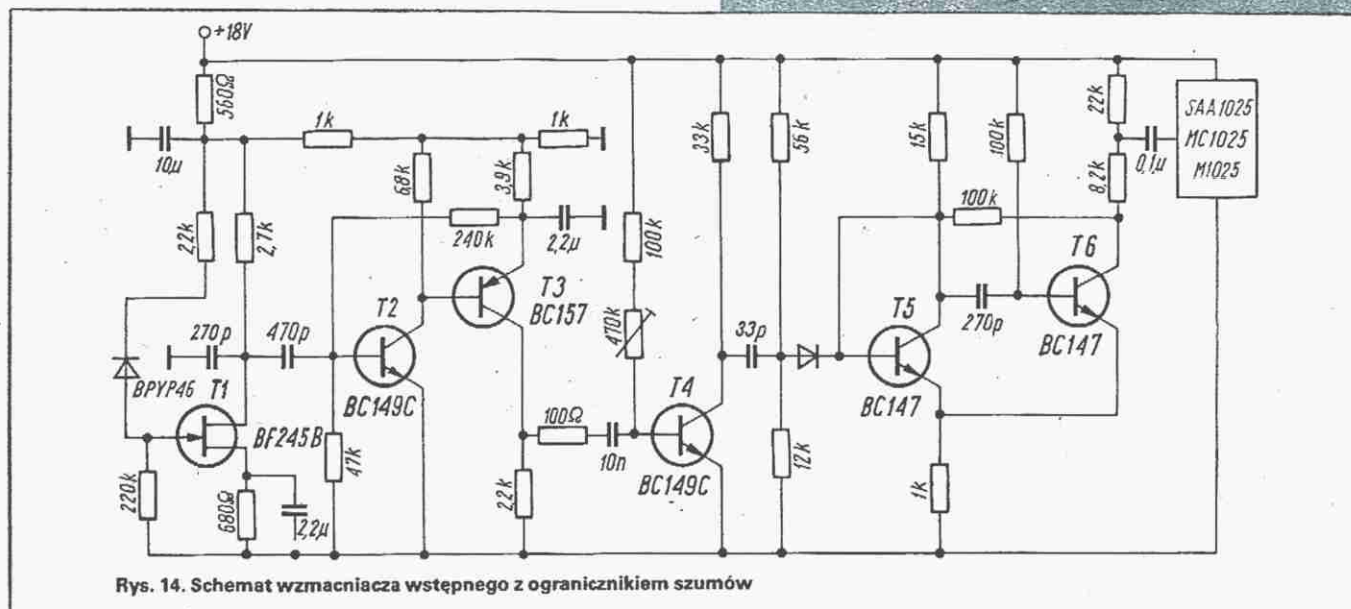 +18V
560Ω
10µ
1k
1k
22k
2,7k
6,8k
3,9k
240k
2,2µ
T3
BC157
270p
470p
T2
BPYP46
T1
BF245B
BC149C
220k
680Ω
2,2µ
47k
2,2k
100Ω
10n
100k
470k
T4
BC149C
33k
33p
56k
12k
15k
100k
100k
T5
BC147
1k
270p
T6
BC147
22k
8,2k
0,1µ
SAA1025
MC1025
M1025
Rys. 14. Schemat wzmacniacza wstępnego z ogranicznikiem szumów